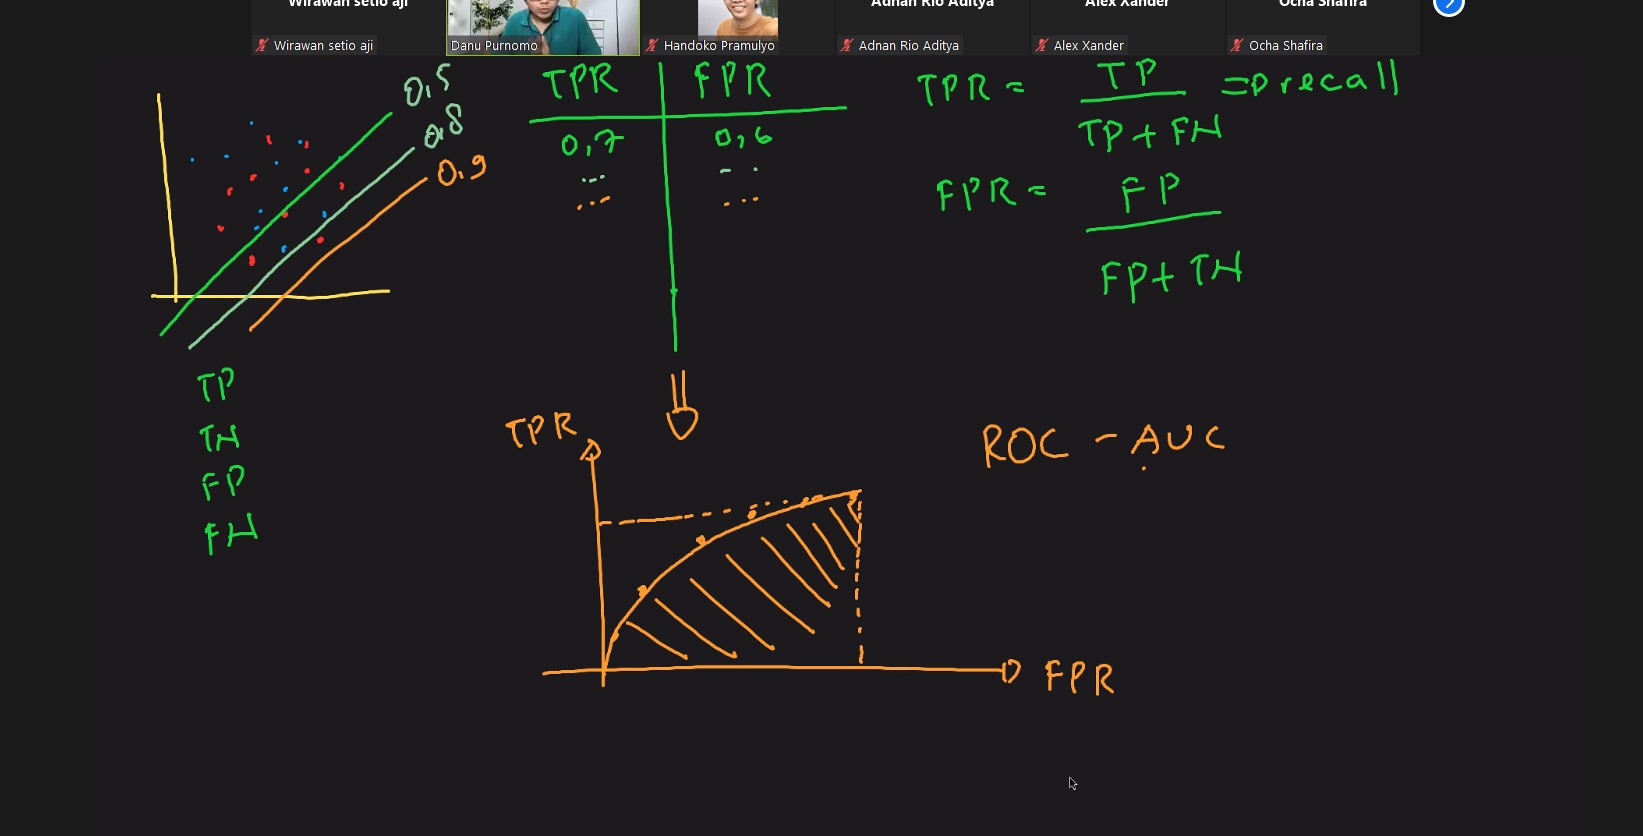 Wirawan setio aji
Adnan Rio Aditya
Alex Xander
Ocha Shafira
Wirawan setio aji
Danu Purnomo
Handoko Pramulyo
Adnan Rio Aditya
Alex Xander
Ocha Shafira
0,5
0,8
0,9
TPR FPR
0,7 0,6
... - .
... ...
TPR = TP / TP + FN => recall
FPR = FP / FP + TN
TP
TN
FP
FN
TPR
ROC - AUC
FPR